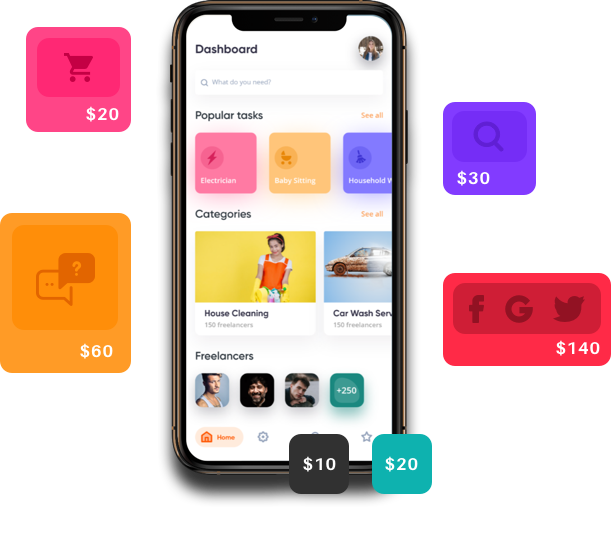 $20
$60
Dashboard
What do you need?
Popular tasks See all
Electrician Baby Sitting Household W
Categories See all
House Cleaning Car Wash Serv
150 freelancers 150 freelancers
Freelancers
+250
Home
$30
f G
$140
$10 $20
?